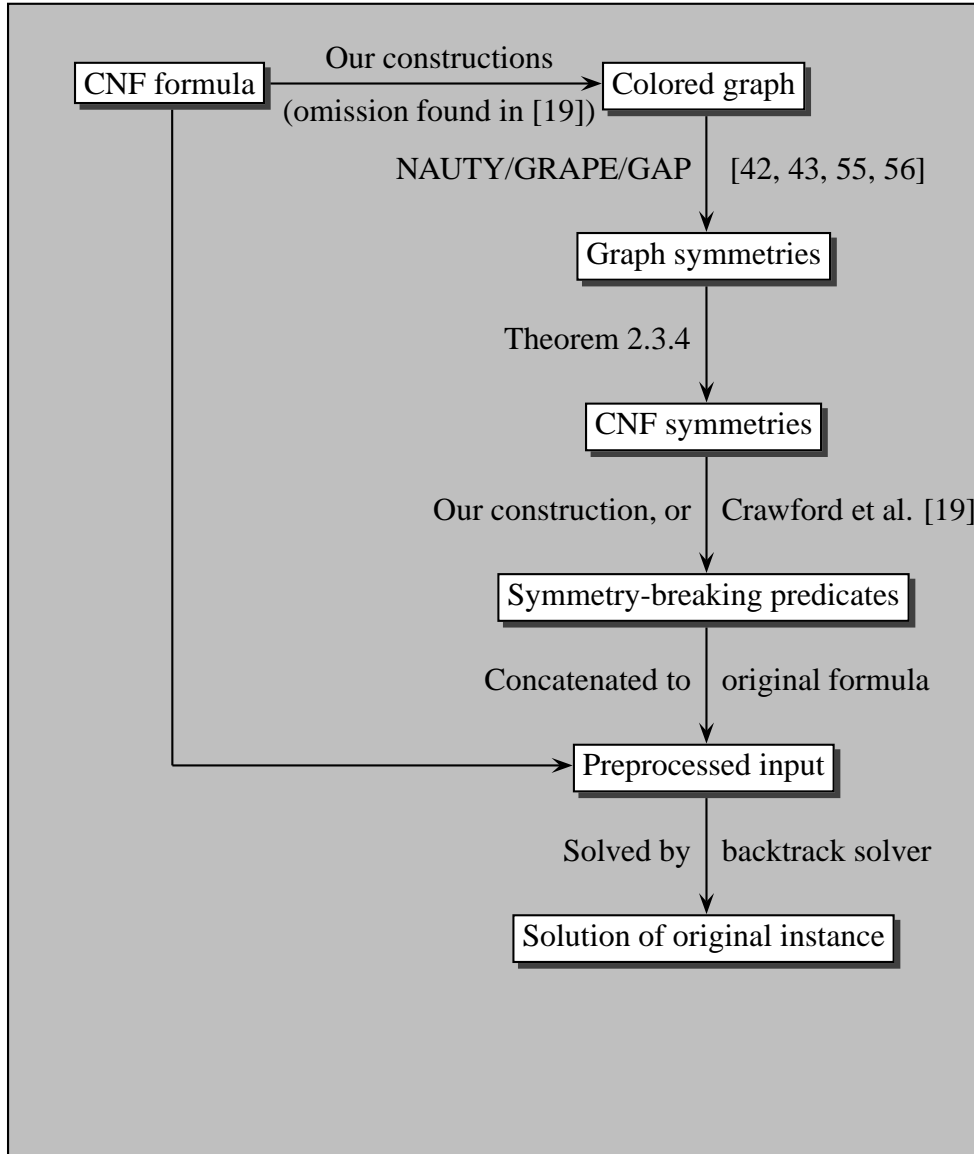 Our constructions
CNF formula
Colored graph
(omission found in [19])
NAUTY/GRAPE/GAP [42, 43, 55, 56]
Graph symmetries
Theorem 2.3.4
CNF symmetries
Our construction, or Crawford et al. [19]
Symmetry-breaking predicates
Concatenated to original formula
Preprocessed input
Solved by backtrack solver
Solution of original instance